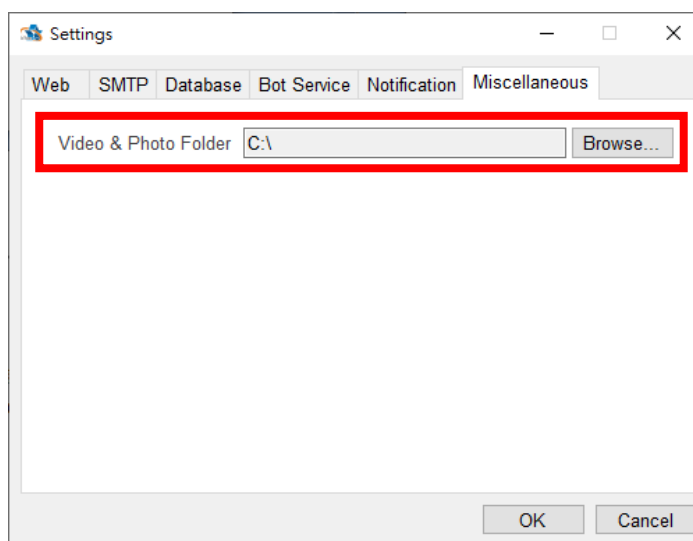 Settings
Web SMTP Database Bot Service Notification Miscellaneous
Video & Photo Folder C:\ Browse...
OK Cancel